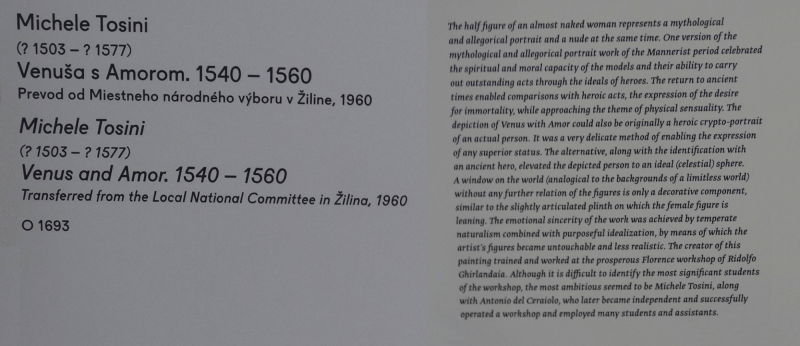 Michele Tosini
(? 1503 – ? 1577)
Venuša s Amorom. 1540 – 1560
Prevod od Miestneho národného výboru v Žiline, 1960
Michele Tosini
(? 1503 – ? 1577)
Venus and Amor. 1540 – 1560
Transferred from the Local National Committee in Žilina, 1960
O 1693
The half figure of an almost naked woman represents a mythological
and allegorical portrait and a nude at the same time. One version of the
mythological and allegorical portrait work of the Mannerist period celebrated
the spiritual and moral capacity of the models and their ability to carry
out outstanding acts through the ideals of heroes. The return to ancient
times enabled comparisons with heroic acts, the expression of the desire
for immortality, while approaching the theme of physical sensuality. The
depiction of Venus with Amor could also be originally a heroic crypto-portrait
of an actual person. It was a very delicate method of enabling the expression
of any superior status. The alternative, along with the identification with
an ancient hero, elevated the depicted person to an ideal (celestial) sphere.
A window on the world (analogical to the backgrounds of a limitless world)
without any further relation of the figures is only a decorative component,
similar to the slightly articulated plinth on which the female figure is
leaning. The emotional sincerity of the work was achieved by temperate
naturalism combined with purposeful idealization, by means of which the
artist's figures became untouchable and less realistic. The creator of this
painting trained and worked at the prosperous Florence workshop of Ridolfo
Ghirlandaia. Although it is difficult to identify the most significant students
of the workshop, the most ambitious seemed to be Michele Tosini, along
with Antonio del Ceraiolo, who later became independent and successfully
operated a workshop and employed many students and assistants.